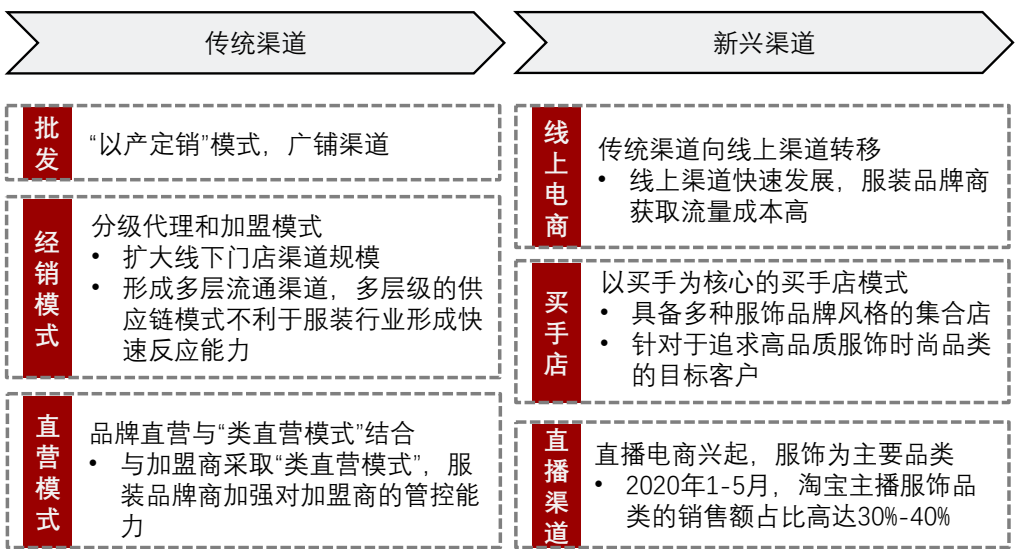 传统渠道
批发
“以产定销”模式，广铺渠道
经销模式
分级代理和加盟模式
• 扩大线下门店渠道规模
• 形成多层流通渠道，多层级的供
应链模式不利于服装行业形成快
速反应能力
直营模式
品牌直营与“类直营模式”结合
• 与加盟商采取“类直营模式”，服
装品牌商加强对加盟商的管控能
力
新兴渠道
线上电商
传统渠道向线上渠道转移
• 线上渠道快速发展，服装品牌商
获取流量成本高
买手店
以买手为核心的买手店模式
• 具备多种服饰品牌风格的集合店
• 针对于追求高品质服饰时尚品类
的目标客户
直播渠道
直播电商兴起，服饰为主要品类
• 2020年1-5月，淘宝主播服饰品
类的销售额占比高达30%-40%